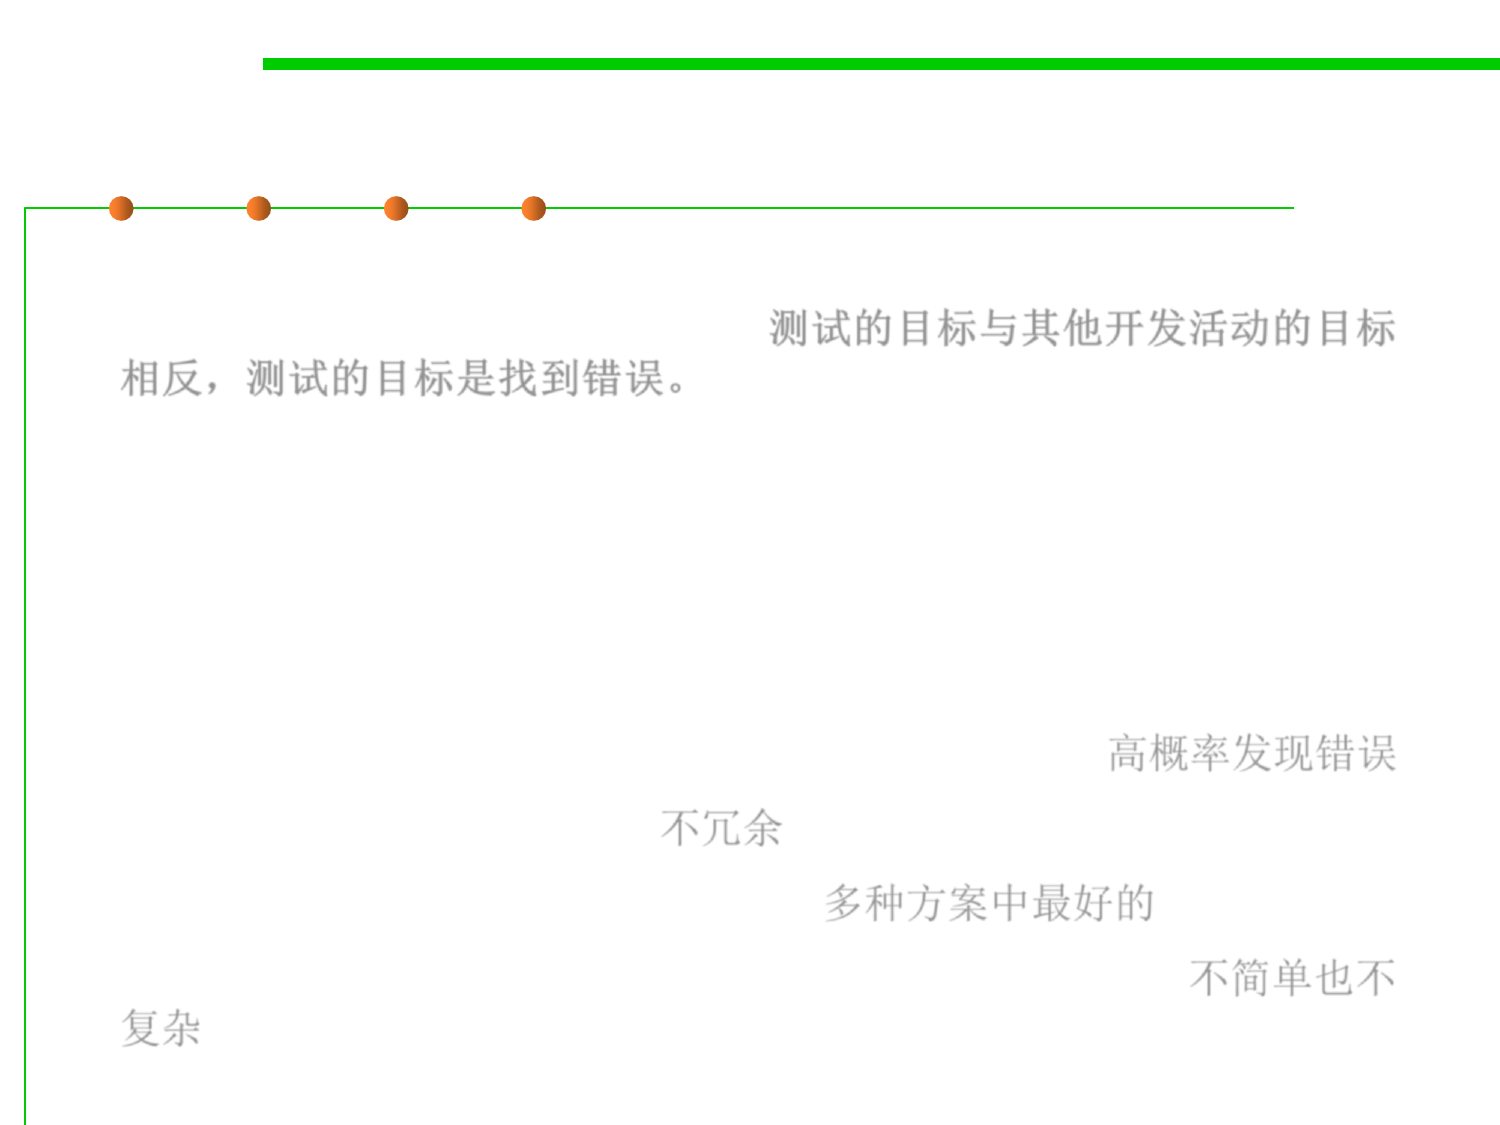 测试的目标与其他开发活动的目标
相反，测试的目标是找到错误。
高概率发现错误
不冗余
多种方案中最好的
不简单也不
复杂